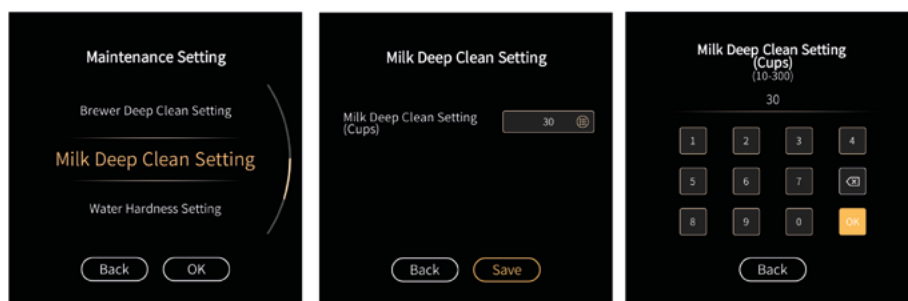 Maintenance Setting
Brewer Deep Clean Setting
Milk Deep Clean Setting
Water Hardness Setting
Back
OK
Milk Deep Clean Setting
Milk Deep Clean Setting
(Cups)
30
Back
Save
Milk Deep Clean Setting
(Cups)
(10-300)
30
1 2 3 4
5 6 7
8 9 0 OK
Back